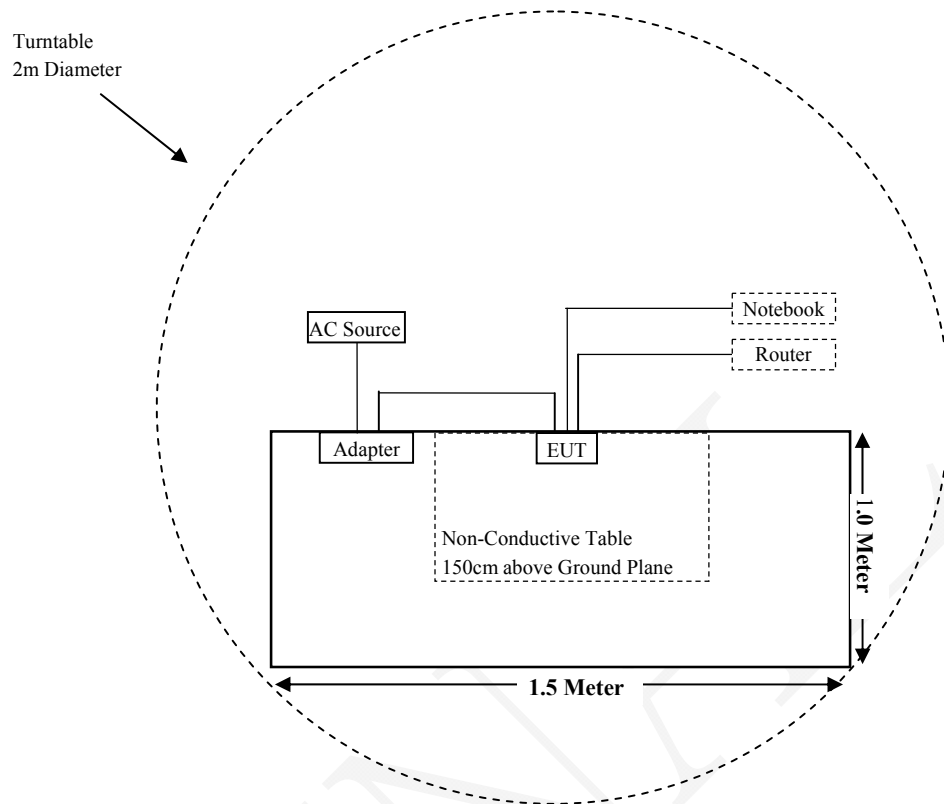 Turntable
2m Diameter
Notebook
AC Source
Router
Adapter
EUT
Non-Conductive Table
150cm above Ground Plane
1.0 Meter
1.5 Meter